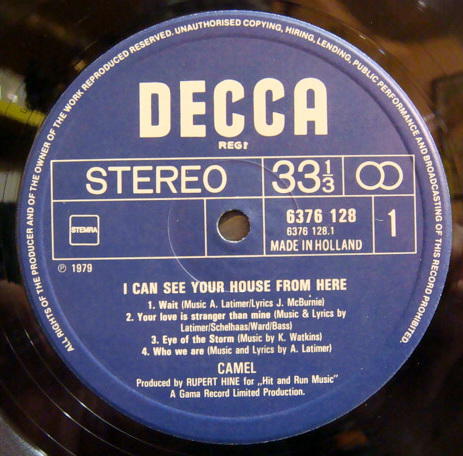 ALL RIGHTS OF THE PRODUCER AND OF THE OWNER OF THE WORK REPRODUCED RESERVED. UNAUTHORISED COPYING, HIRING, LENDING, PUBLIC PERFORMANCE AND BROADCASTING OF THIS RECORD PROHIBITED.
DECCA
REGᵈ
STEREO
33 1/3
STEMRA
6376 128
6376 128.1
MADE IN HOLLAND
1
℗ 1979
I CAN SEE YOUR HOUSE FROM HERE
1. Wait (Music A. Latimer/Lyrics J. McBurnie)
2. Your love is stranger than mine (Music & Lyrics by
Latimer/Schelhaas/Ward/Bass)
3. Eye of the Storm (Music by K. Watkins)
4. Who we are (Music and Lyrics by A. Latimer)
CAMEL
Produced by RUPERT HINE for „Hit and Run Music"
A Gama Record Limited Production.